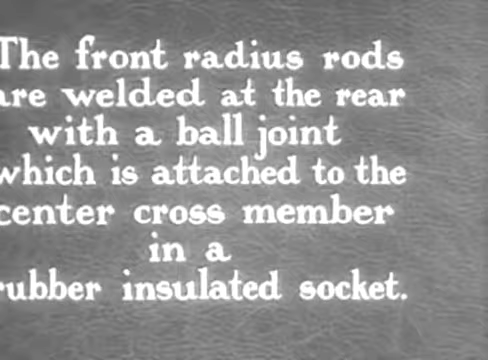 The front radius rods
are welded at the rear
with a ball joint
which is attached to the
center cross member
in a
rubber insulated socket.